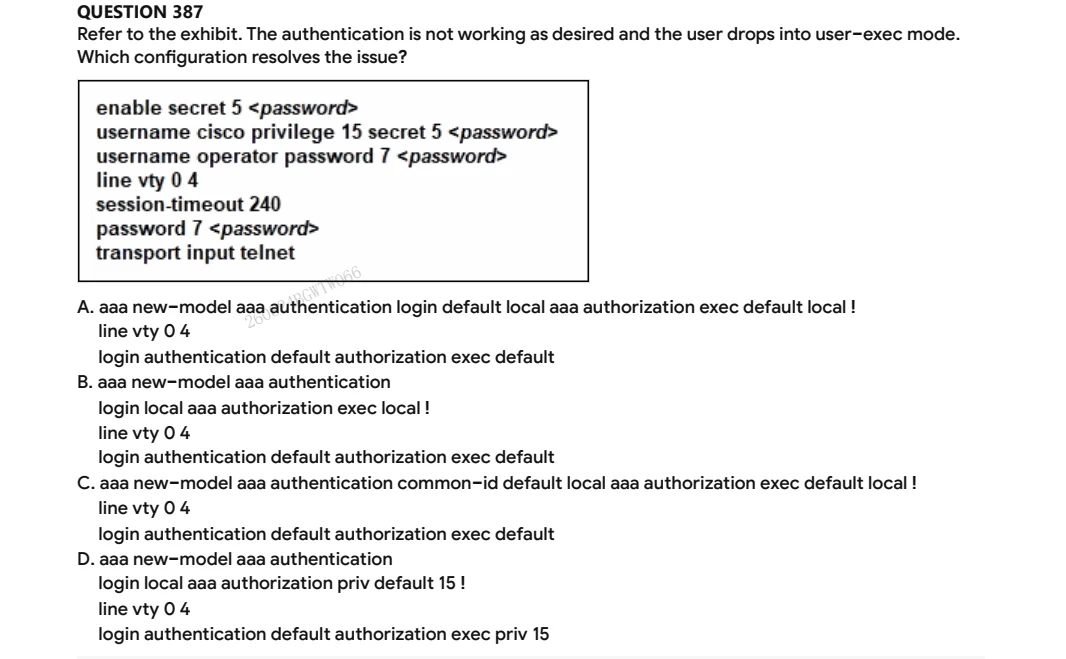 QUESTION 387
Refer to the exhibit. The authentication is not working as desired and the user drops into user-exec mode.
Which configuration resolves the issue?
enable secret 5 <password>
username cisco privilege 15 secret 5 <password>
username operator password 7 <password>
line vty 0 4
session-timeout 240
password 7 <password>
transport input telnet
A. aaa new-model aaa authentication login default local aaa authorization exec default local !
line vty 0 4
login authentication default authorization exec default
B. aaa new-model aaa authentication
login local aaa authorization exec local !
line vty 0 4
login authentication default authorization exec default
C. aaa new-model aaa authentication common-id default local aaa authorization exec default local !
line vty 0 4
login authentication default authorization exec default
D. aaa new-model aaa authentication
login local aaa authorization priv default 15 !
line vty 0 4
login authentication default authorization exec priv 15